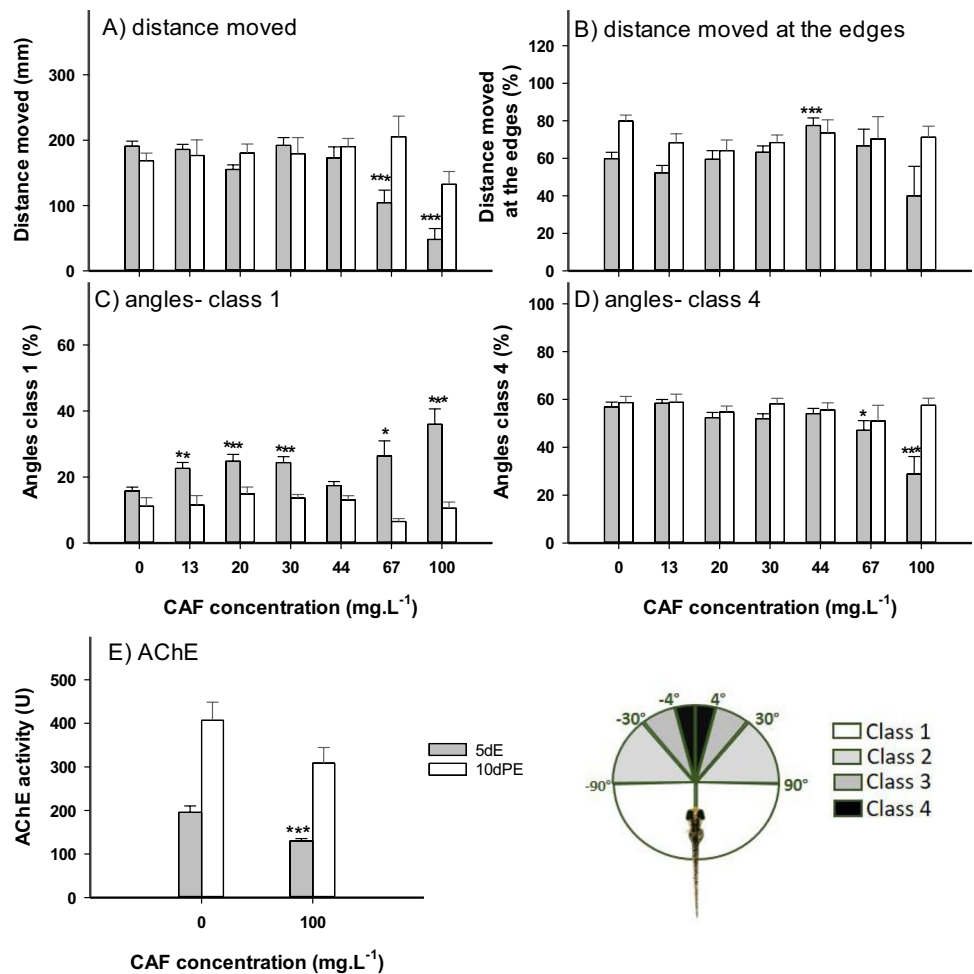 A) distance moved
Distance moved (mm)
300
200
100
0
***
***
B) distance moved at the edges
Distance moved
at the edges (%)
120
100
80
60
40
20
0
***
C) angles- class 1
Angles class 1 (%)
60
40
20
0
**
***
***
*
***
0 13 20 30 44 67 100
CAF concentration (mg.L⁻¹)
D) angles- class 4
Angles class 4 (%)
100
80
60
40
20
0
*
***
0 13 20 30 44 67 100
CAF concentration (mg.L⁻¹)
E) AChE
AChE activity (U)
500
400
300
200
100
0
***
0 100
CAF concentration (mg.L⁻¹)
5dE
10dPE
-4° 4°
-30° 30°
-90° 90°
Class 1
Class 2
Class 3
Class 4